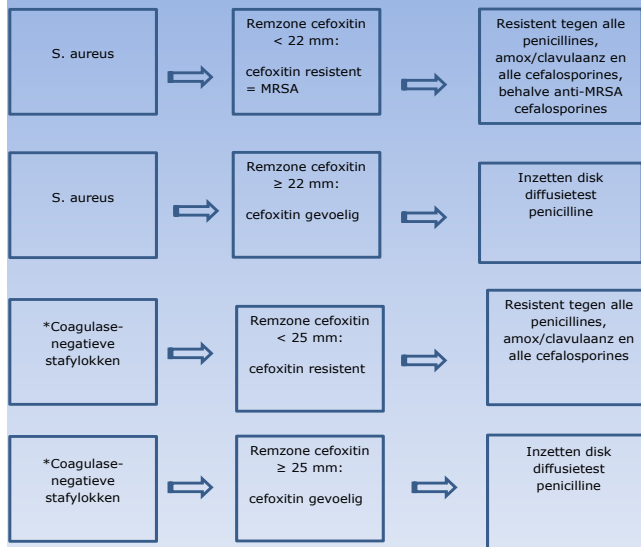 S. aureus
Remzone cefoxitin
< 22 mm:
cefoxitin resistent
= MRSA
Resistent tegen alle
penicillines,
amox/clavulaanz en
alle cefalosporines,
behalve anti-MRSA
cefalosporines
S. aureus
Remzone cefoxitin
≥ 22 mm:
cefoxitin gevoelig
Inzetten disk
diffusietest
penicilline
*Coagulase-
negatieve
stafylokken
Remzone cefoxitin
< 25 mm:
cefoxitin resistent
Resistent tegen alle
penicillines,
amox/clavulaanz en
alle cefalosporines
*Coagulase-
negatieve
stafylokken
Remzone cefoxitin
≥ 25 mm:
cefoxitin gevoelig
Inzetten disk
diffusietest
penicilline